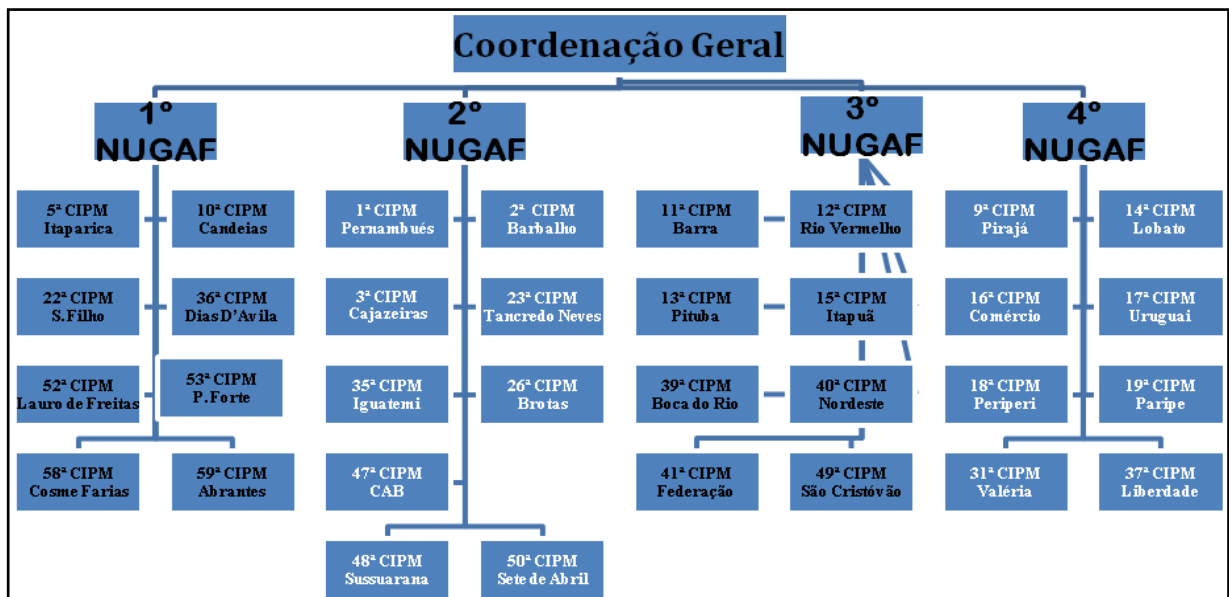 Coordenação Geral
1º
NUGAF
5ª CIPM
Itaparica
10ª CIPM
Candeias
22ª CIPM
S.Filho
36ª CIPM
Dias D’Avila
52ª CIPM
Lauro de Freitas
53ª CIPM
P.Forte
58ª CIPM
Cosme Farias
59ª CIPM
Abrantes
2º
NUGAF
1ª CIPM
Pernambués
2ª CIPM
Barbalho
3ª CIPM
Cajazeiras
23ª CIPM
Tancredo Neves
35ª CIPM
Iguatemi
26ª CIPM
Brotas
47ª CIPM
CAB
48ª CIPM
Sussuarana
50ª CIPM
Sete de Abril
3º
NUGAF
11ª CIPM
Barra
12ª CIPM
Rio Vermelho
13ª CIPM
Pituba
15ª CIPM
Itapuã
39ª CIPM
Boca do Rio
40ª CIPM
Nordeste
41ª CIPM
Federação
49ª CIPM
São Cristóvão
4º
NUGAF
9ª CIPM
Pirajá
14ª CIPM
Lobato
16ª CIPM
Comércio
17ª CIPM
Uruguai
18ª CIPM
Periperi
19ª CIPM
Paripe
31ª CIPM
Valéria
37ª CIPM
Liberdade